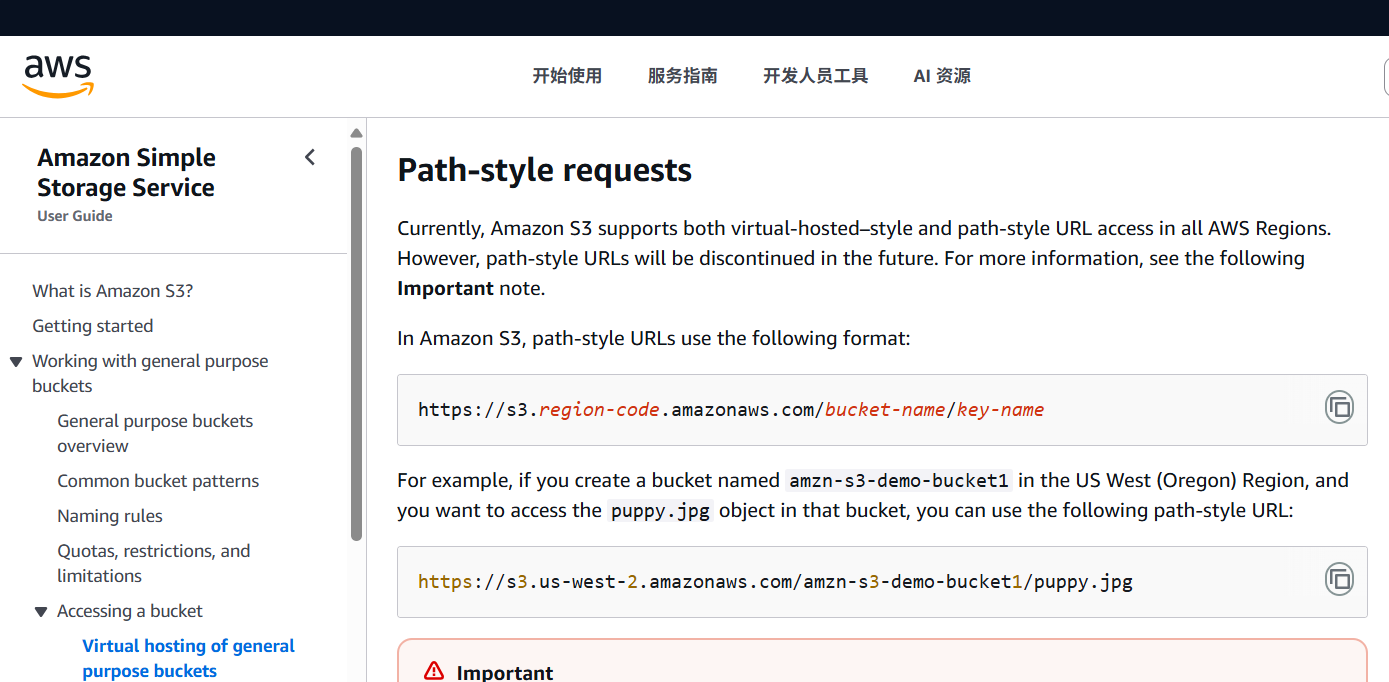 aws
开始使用
服务指南
开发人员工具
AI 资源
Amazon Simple
Storage Service
User Guide
What is Amazon S3?
Getting started
Working with general purpose
buckets
General purpose buckets
overview
Common bucket patterns
Naming rules
Quotas, restrictions, and
limitations
Accessing a bucket
Virtual hosting of general
purpose buckets
Path-style requests
Currently, Amazon S3 supports both virtual-hosted–style and path-style URL access in all AWS Regions.
However, path-style URLs will be discontinued in the future. For more information, see the following
Important note.
In Amazon S3, path-style URLs use the following format:
https://s3.region-code.amazonaws.com/bucket-name/key-name
For example, if you create a bucket named amzn-s3-demo-bucket1 in the US West (Oregon) Region, and
you want to access the puppy.jpg object in that bucket, you can use the following path-style URL:
https://s3.us-west-2.amazonaws.com/amzn-s3-demo-bucket1/puppy.jpg
Important